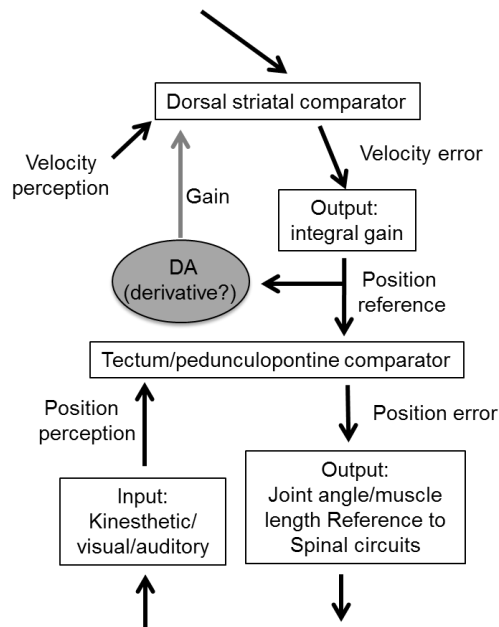 Dorsal striatal comparator
Velocity
perception
Velocity error
Gain
Output:
integral gain
DA
(derivative?)
Position
reference
Tectum/pedunculopontine comparator
Position
perception
Position error
Input:
Kinesthetic/
visual/auditory
Output:
Joint angle/muscle
length Reference to
Spinal circuits